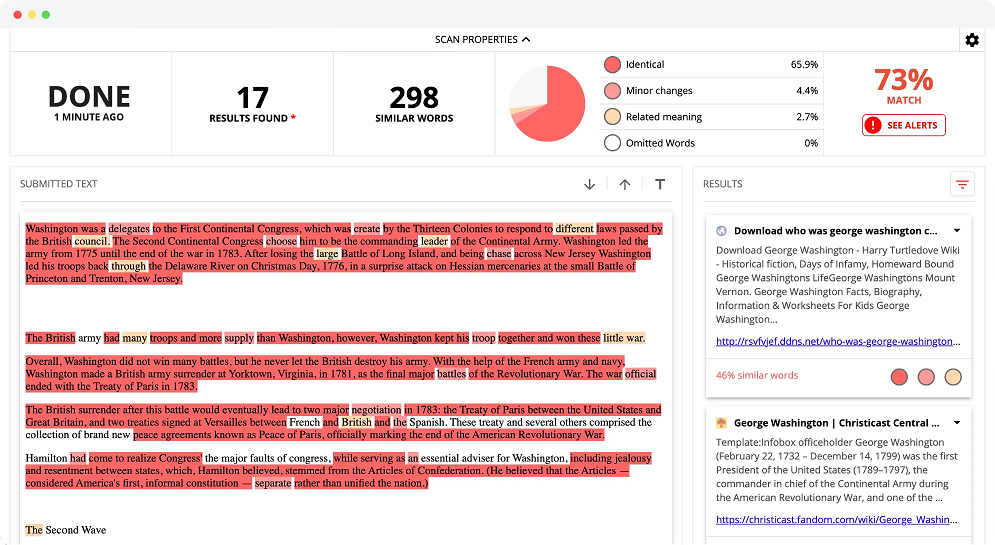 SCAN PROPERTIES
DONE
1 MINUTE AGO
17
RESULTS FOUND *
298
SIMILAR WORDS
Identical 65.9%
Minor changes 4.4%
Related meaning 2.7%
Omitted Words 0%
73%
MATCH
! SEE ALERTS
SUBMITTED TEXT
T
Washington was a delegates to the First Continental Congress, which was create by the Thirteen Colonies to respond to different laws passed by
the British council. The Second Continental Congress choose him to be the commanding leader of the Continental Army. Washington led the
army from 1775 until the end of the war in 1783. After losing the large Battle of Long Island, and being chase across New Jersey Washington
led his troops back through the Delaware River on Christmas Day, 1776, in a surprise attack on Hessian mercenaries at the small Battle of
Princeton and Trenton, New Jersey.
The British army had many troops and more supply than Washington, however, Washington kept his troop together and won these little war.
Overall, Washington did not win many battles, but he never let the British destroy his army. With the help of the French army and navy,
Washington made a British army surrender at Yorktown, Virginia, in 1781, as the final major battles of the Revolutionary War. The war official
ended with the Treaty of Paris in 1783.
The British surrender after this battle would eventually lead to two major negotiation in 1783: the Treaty of Paris between the United States and
Great Britain, and two treaties signed at Versailles between French and British and the Spanish. These treaty and several others comprised the
collection of brand new peace agreements known as Peace of Paris, officially marking the end of the American Revolutionary War.
Hamilton had come to realize Congress' the major faults of congress, while serving as an essential adviser for Washington, including jealousy
and resentment between states, which, Hamilton believed, stemmed from the Articles of Confederation. (He believed that the Articles —
considered America's first, informal constitution — separate rather than unified the nation.)
The Second Wave
RESULTS
Download who was george washington c...
Download George Washington - Harry Turtledove Wiki
- Historical fiction, Days of Infamy, Homeward Bound
George Washingtons LifeGeorge Washingtons Mount
Vernon. George Washington Facts, Biography,
Information & Worksheets For Kids George
Washington...
http://rsvfvjef.ddns.net/who-was-george-washington...
46% similar words
George Washington | Christicast Central ...
Template:Infobox officeholder George Washington
(February 22, 1732 – December 14, 1799) was the first
President of the United States (1789–1797), the
commander in chief of the Continental Army during
the American Revolutionary War, and one of the ...
https://christicast.fandom.com/wiki/George_Washin...